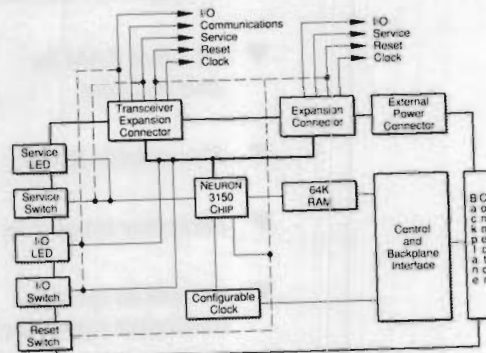 I/O
Communications
Service
Reset
Clock
I/O
Service
Reset
Clock
Transceiver
Expansion
Connector
Expansion
Connector
External
Power
Connector
Service
LED
Service
Switch
I/O
LED
I/O
Switch
Reset
Switch
NEURON
3150
CHIP
64K
RAM
Configurable
Clock
Control
and
Backplane
Interface